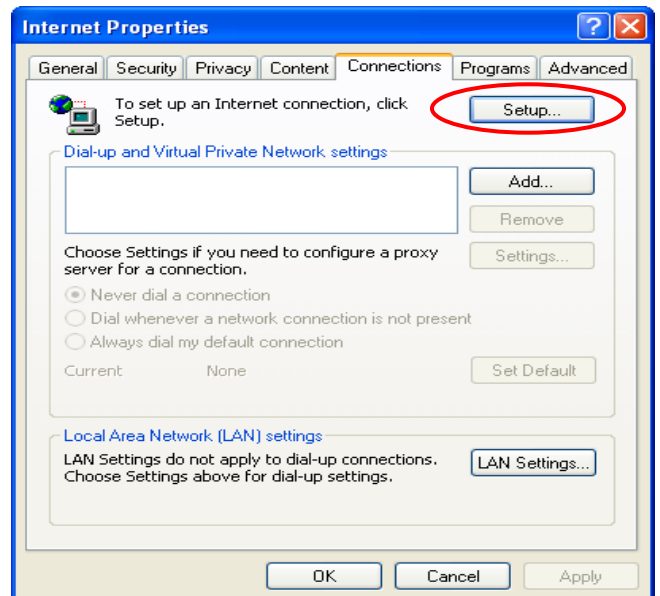 Internet Properties
General Security Privacy Content Connections Programs Advanced
To set up an Internet connection, click
Setup.
Setup...
Dial-up and Virtual Private Network settings
Add...
Remove
Choose Settings if you need to configure a proxy
server for a connection.
Settings...
Never dial a connection
Dial whenever a network connection is not present
Always dial my default connection
Current None
Set Default
Local Area Network (LAN) settings
LAN Settings do not apply to dial-up connections.
Choose Settings above for dial-up settings.
LAN Settings...
OK Cancel Apply